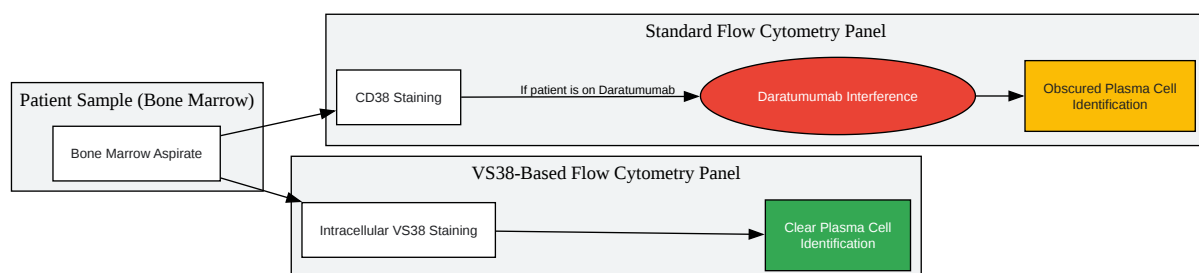 Standard Flow Cytometry Panel
Patient Sample (Bone Marrow)
CD38 Staining
If patient is on Daratumumab
Daratumumab Interference
Obscured Plasma Cell
Identification
Bone Marrow Aspirate
VS38-Based Flow Cytometry Panel
Intracellular VS38 Staining
Clear Plasma Cell
Identification